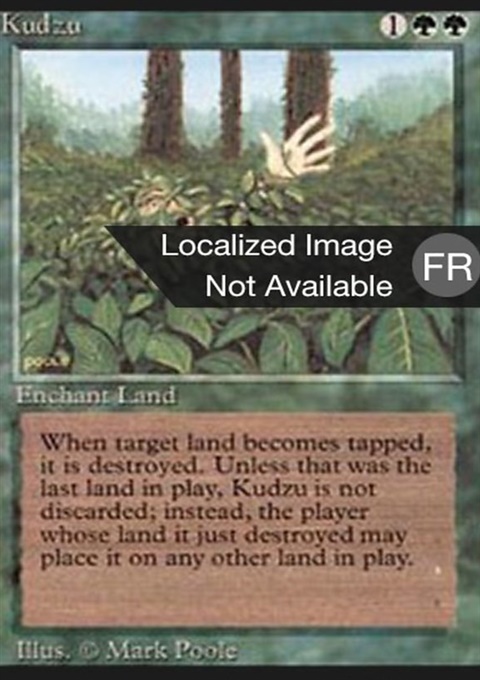 Kudzu 1
Localized Image
Not Available
FR
POOLE
Enchant Land
When target land becomes tapped,
it is destroyed. Unless that was the
last land in play, Kudzu is not
discarded; instead, the player
whose land it just destroyed may
place it on any other land in play.
Illus. © Mark Poole